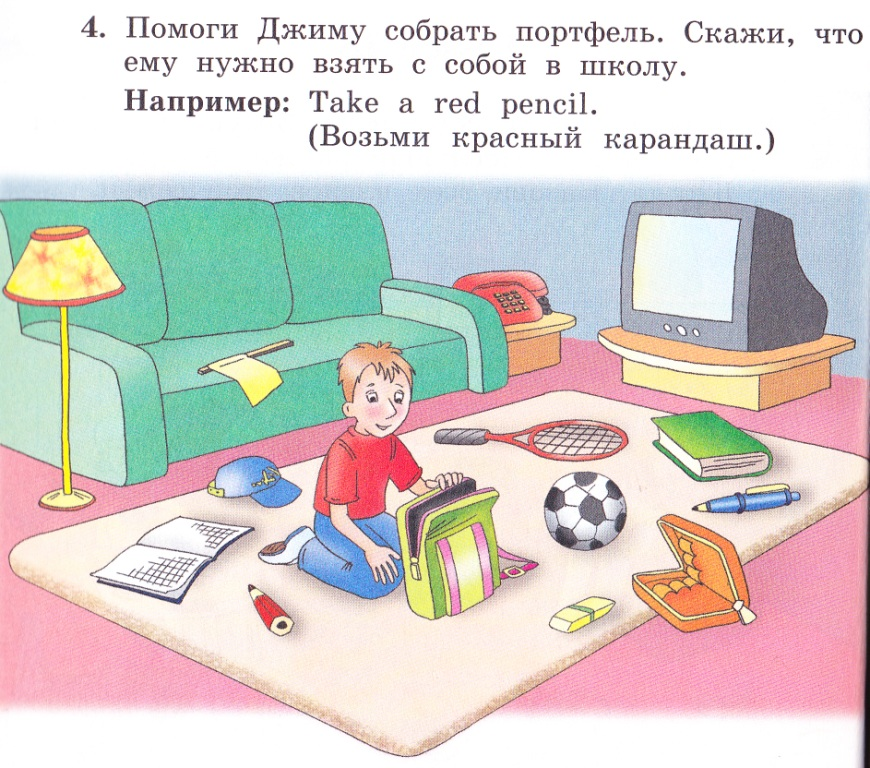 4. Помоги Джиму собрать портфель. Скажи, что
ему нужно взять с собой в школу.
Например: Take a red pencil.
(Возьми красный карандаш.)